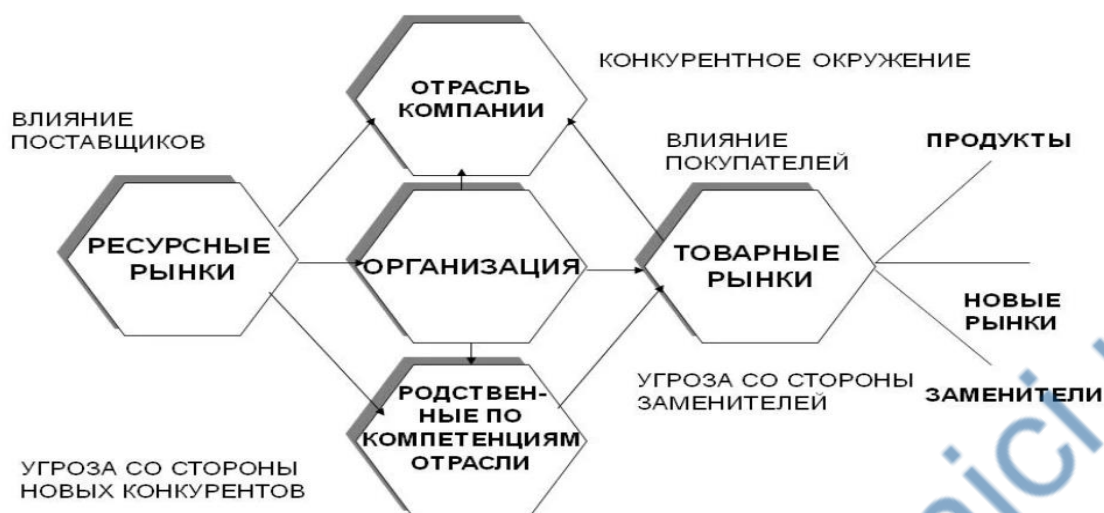 КОНКУРЕНТНОЕ ОКРУЖЕНИЕ
ОТРАСЛЬ
КОМПАНИИ
ВЛИЯНИЕ
ПОСТАВЩИКОВ
ВЛИЯНИЕ
ПОКУПАТЕЛЕЙ
ПРОДУКТЫ
РЕСУРСНЫЕ
РЫНКИ
ОРГАНИЗАЦИЯ
ТОВАРНЫЕ
РЫНКИ
НОВЫЕ
РЫНКИ
УГРОЗА СО СТОРОНЫ
ЗАМЕНИТЕЛЕЙ
ЗАМЕНИТЕЛИ
РОДСТВЕН-
НЫЕ ПО
КОМПЕТЕНЦИЯМ
ОТРАСЛИ
УГРОЗА СО СТОРОНЫ
НОВЫХ КОНКУРЕНТОВ